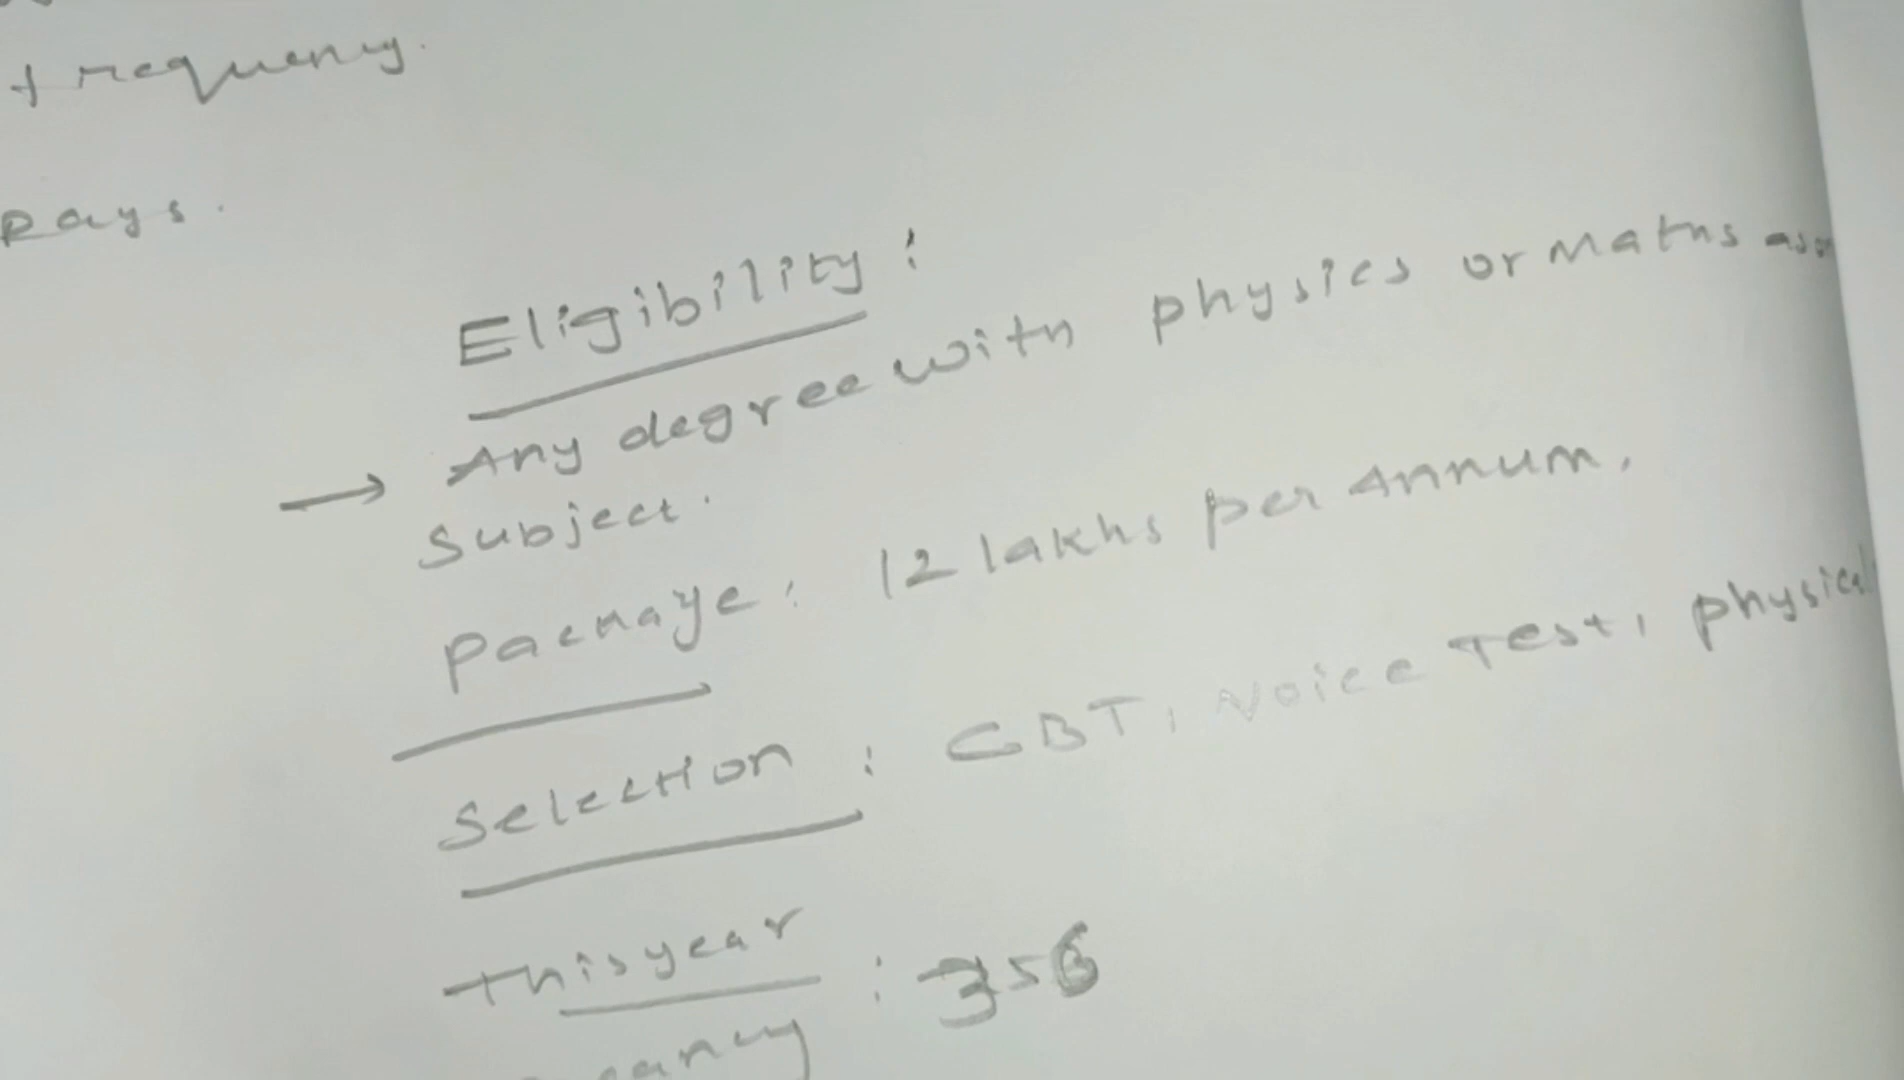 frequency.
Rays.
Eligibility :
→ Any degree with physics or Maths as
Subject.
Package : 12 lakhs per Annum.
Selection : CBT, Voice Test, physical
This year
: 356